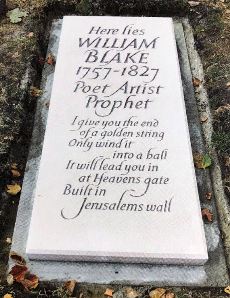 Here lies
WILLIAM
BLAKE
1757-1827
Poet Artist
Prophet
I give you the end
of a golden string
Only wind it
into a ball
It will lead you in
at Heavens gate
Built in
Jerusalems wall